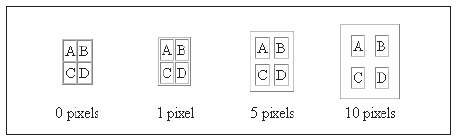 A B A B A B A B
C D C D C D C D
0 pixels 1 pixel 5 pixels 10 pixels